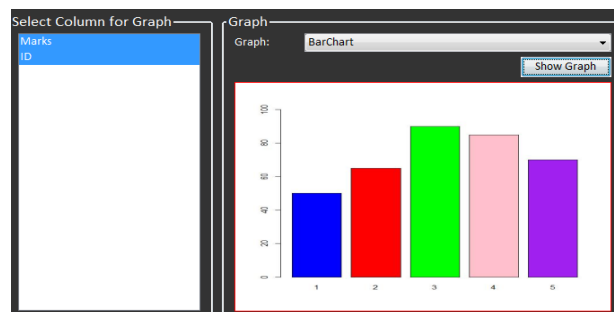 Select Column for Graph
Marks
ID
Graph
Graph: BarChart
Show Graph
100
80
60
40
20
0
1 2 3 4 5